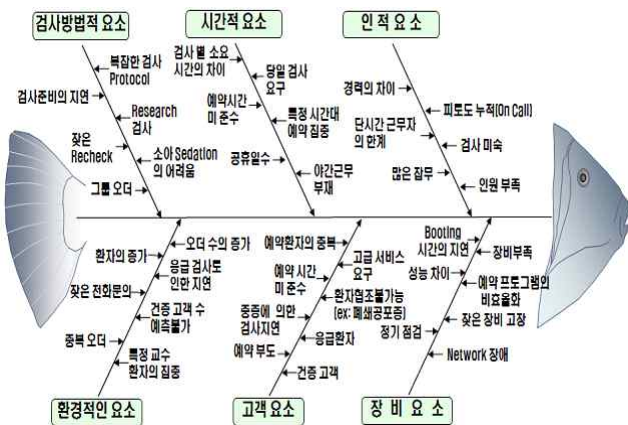 검사방법적 요소
시간적 요소
인 적 요 소
복잡한 검사
Protocol
검사준비의 지연
Research
검사
잦은
Recheck
소아 Sedation
의 어려움
그룹 오더
검사 별 소요
시간의 차이
당일 검사
요구
예약시간
미 준수
특정 시간대
예약 집중
공휴일수
야간근무
부재
경력의 차이
피로도 누적(On Call)
단시간 근무자
의 한계
검사 미숙
많은 잡무
인원 부족
오더 수의 증가
환자의 증가
응급 검사로
인한 지연
잦은 전화문의
건증 고객 수
예측불가
중복 오더
특정 교수
환자의 집중
예약환자의 중복
고급 서비스
요구
예약 시간
미 준수
환자협조불가능
(ex: 폐쇄공포증)
중증에 의한
검사지연
응급환자
예약 부도
건증 고객
Booting
시간의 지연
장비부족
성능 차이
예약 프로그램의
비효율화
잦은 장비 고장
정기 점검
Network 장애
환경적인 요소
고객 요소
장 비 요 소